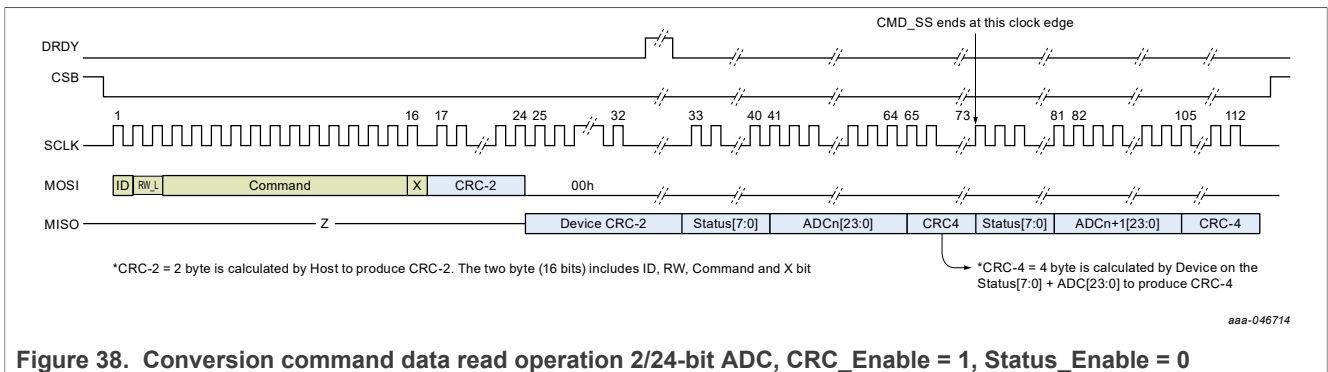 CMD_SS ends at this clock edge
DRDY
CSB
1 16 17 24 25 32 33 40 41 64 65 73 81 82 105 112
SCLK
MOSI ID RW_L Command X CRC-2 00h
MISO Z Device CRC-2 Status[7:0] ADCn[23:0] CRC4 Status[7:0] ADCn+1[23:0] CRC-4
*CRC-2 = 2 byte is calculated by Host to produce CRC-2. The two byte (16 bits) includes ID, RW, Command and X bit
*CRC-4 = 4 byte is calculated by Device on the
Status[7:0] + ADC[23:0] to produce CRC-4
aaa-046714
Figure 38. Conversion command data read operation 2/24-bit ADC, CRC_Enable = 1, Status_Enable = 0